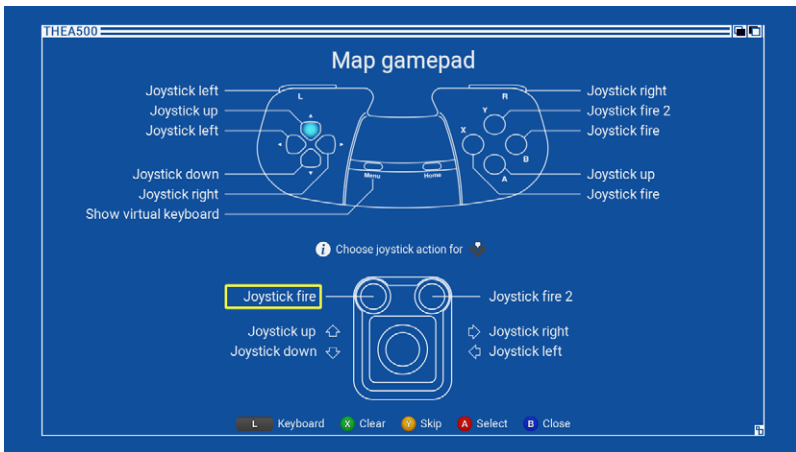 THEA500
Map gamepad
Joystick left
Joystick up
Joystick left
Joystick down
Joystick right
Show virtual keyboard
L
Menu
Home
R
Y
X
B
A
Joystick right
Joystick fire 2
Joystick fire
Joystick up
Joystick fire
i Choose joystick action for
Joystick fire
Joystick fire 2
Joystick up
Joystick right
Joystick down
Joystick left
L Keyboard X Clear Y Skip A Select B Close